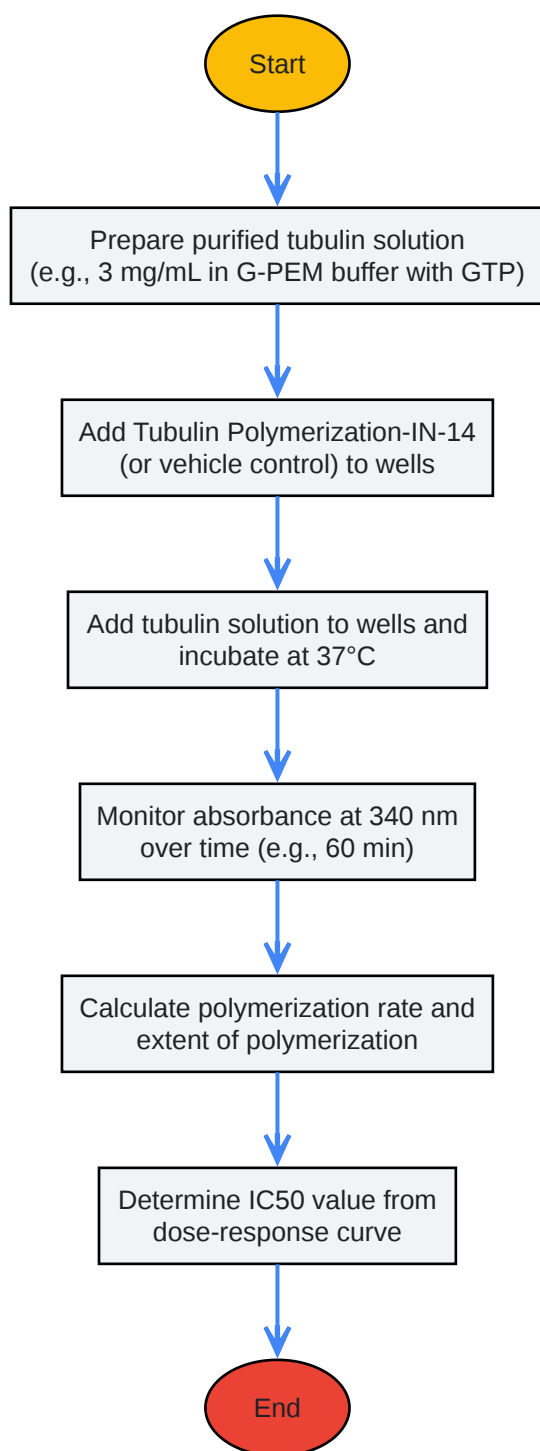 Start
Prepare purified tubulin solution
(e.g., 3 mg/mL in G-PEM buffer with GTP)
Add Tubulin Polymerization-IN-14
(or vehicle control) to wells
Add tubulin solution to wells and
incubate at 37°C
Monitor absorbance at 340 nm
over time (e.g., 60 min)
Calculate polymerization rate and
extent of polymerization
Determine IC50 value from
dose-response curve
End